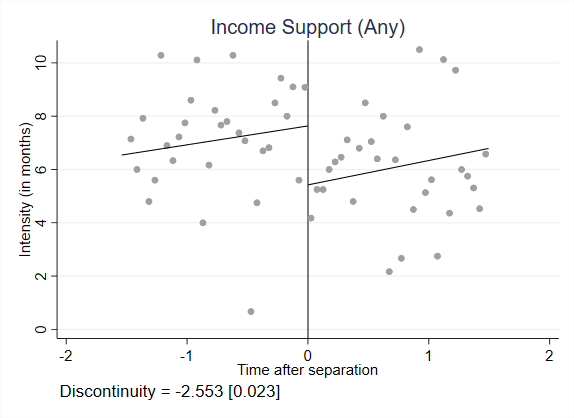 Income Support (Any)
Intensity (in months)
10
8
6
4
2
0
-2 -1 0 1 2
Time after separation
Discontinuity = -2.553 [0.023]